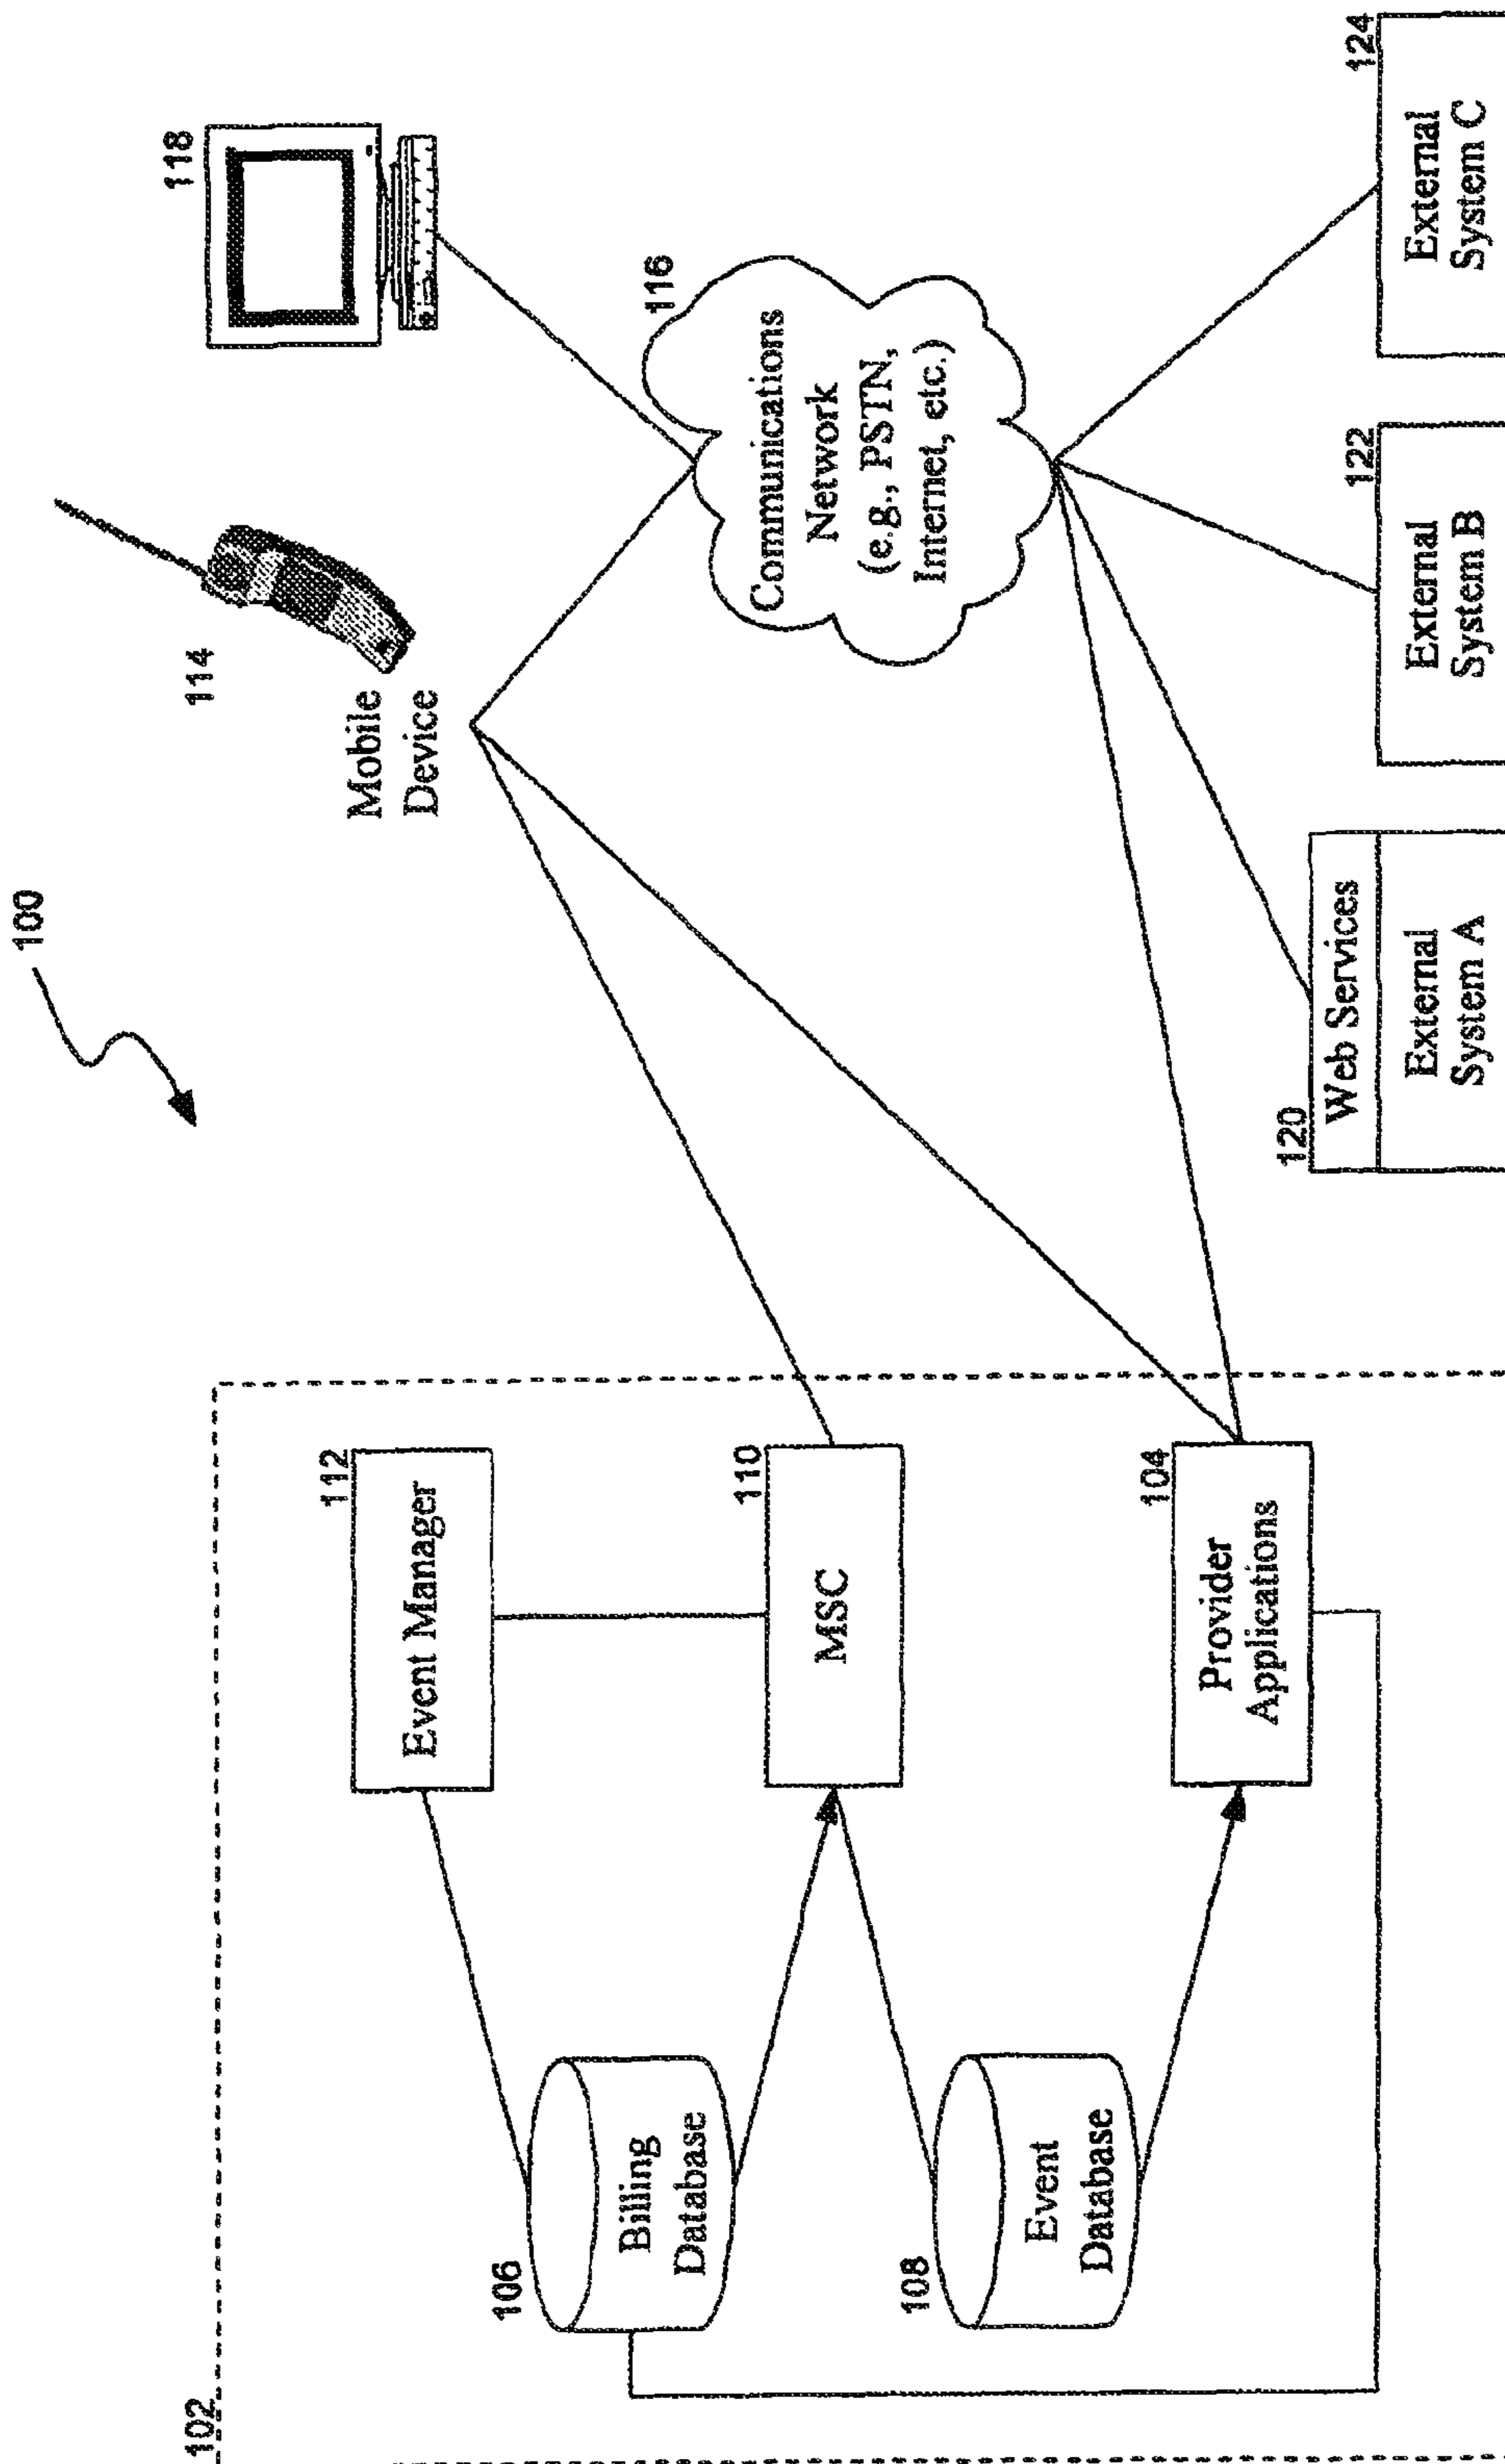 100
102
112
Event Manager
106
Billing
Database
110
MSC
108
Event
Database
104
Provider
Applications
114
Mobile
Device
118
116
Communications
Network
(e.g., PSTN,
Internet, etc.)
120
Web Services
External
System A
122
External
System B
124
External
System C